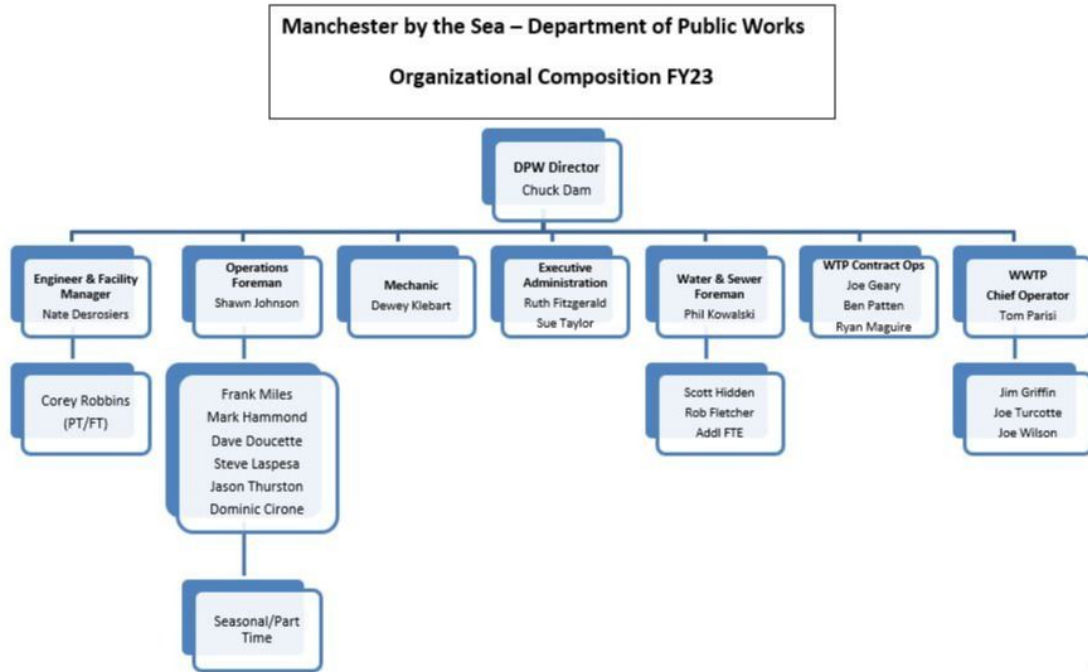 Manchester by the Sea – Department of Public Works
Organizational Composition FY23
DPW Director
Chuck Dam
Engineer & Facility
Manager
Nate Desrosiers
Operations
Foreman
Shawn Johnson
Mechanic
Dewey Klebart
Executive
Administration
Ruth Fitzgerald
Sue Taylor
Water & Sewer
Foreman
Phil Kowalski
WTP Contract Ops
Joe Geary
Ben Patten
Ryan Maguire
WWTP
Chief Operator
Tom Parisi
Corey Robbins
(PT/FT)
Frank Miles
Mark Hammond
Dave Doucette
Steve Laspesa
Jason Thurston
Dominic Cirone
Scott Hidden
Rob Fletcher
Addl FTE
Jim Griffin
Joe Turcotte
Joe Wilson
Seasonal/Part
Time